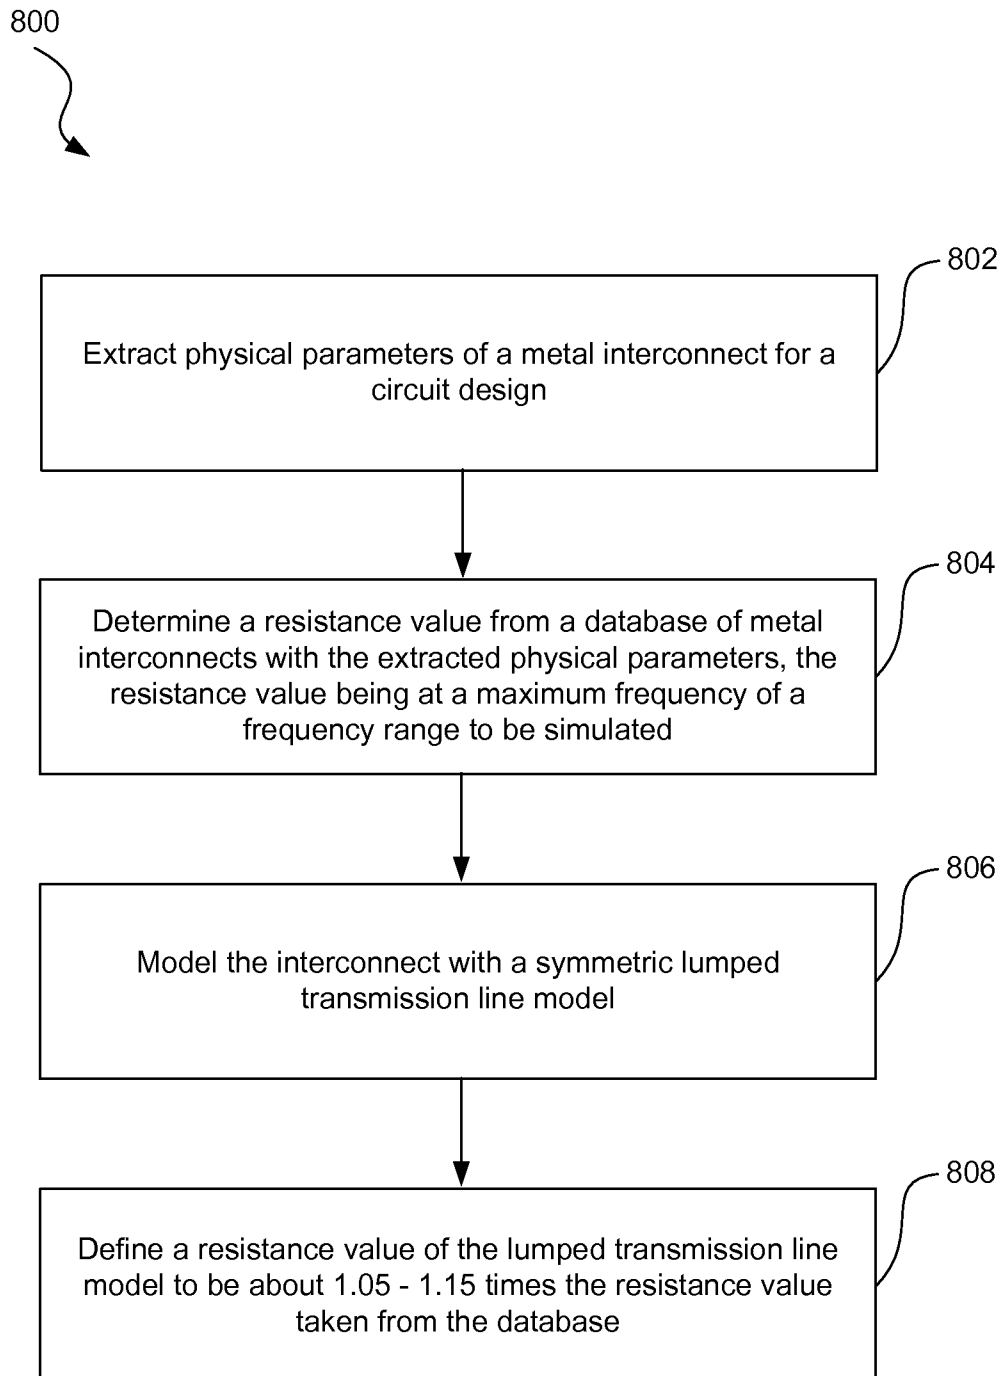 800
802
Extract physical parameters of a metal interconnect for a
circuit design
804
Determine a resistance value from a database of metal
interconnects with the extracted physical parameters, the
resistance value being at a maximum frequency of a
frequency range to be simulated
806
Model the interconnect with a symmetric lumped
transmission line model
808
Define a resistance value of the lumped transmission line
model to be about 1.05 - 1.15 times the resistance value
taken from the database